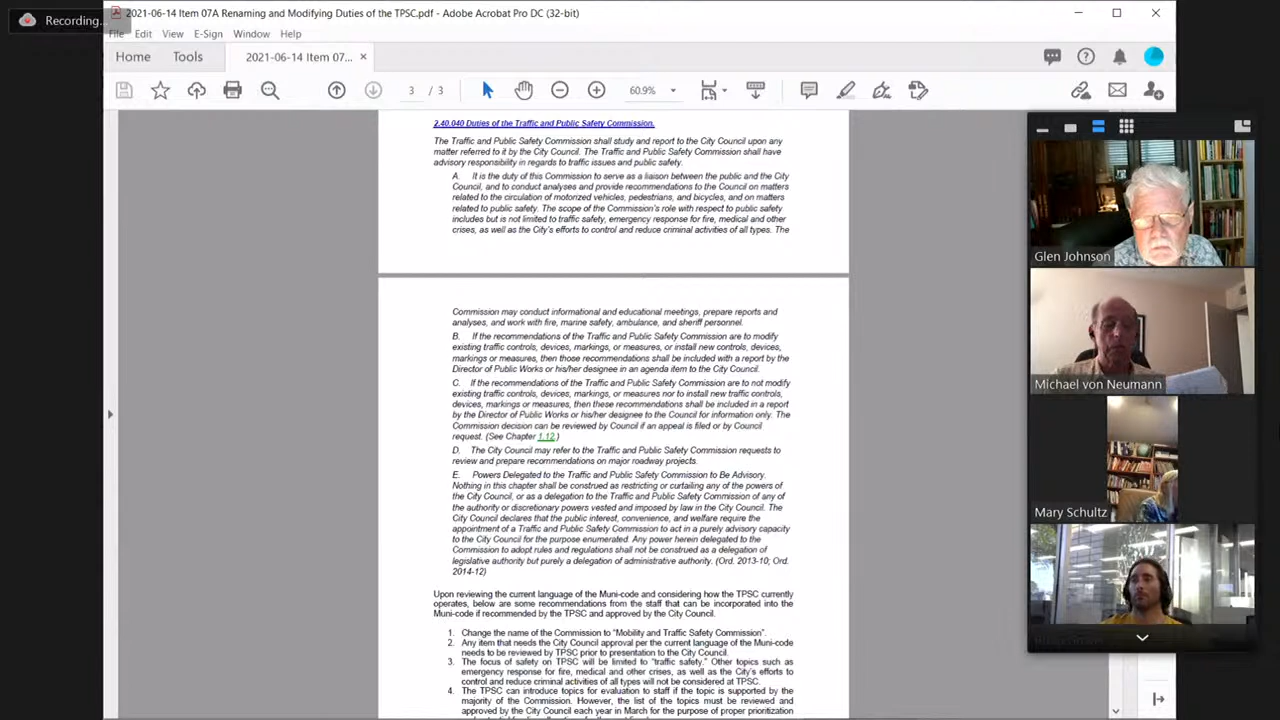 Recording...
2021-06-14 Item 07A Renaming and Modifying Duties of the TPSC.pdf - Adobe Acrobat Pro DC (32-bit)
File Edit View E-Sign Window Help
Home Tools 2021-06-14 Item 07... ×
3 / 3 60.9%
2.40.040 Duties of the Traffic and Public Safety Commission.
The Traffic and Public Safety Commission shall study and report to the City Council upon any
matter referred to it by the City Council. The Traffic and Public Safety Commission shall have
advisory responsibility in regards to traffic issues and public safety.
A. It is the duty of this Commission to serve as a liaison between the public and the City
Council, and to conduct analyses and provide recommendations to the Council on matters
related to the circulation of motorized vehicles, pedestrians, and bicycles, and on matters
related to public safety. The scope of the Commission's role with respect to public safety
includes but is not limited to traffic safety, emergency response for fire, medical and other
crises, as well as the City's efforts to control and reduce criminal activities of all types. The
Commission may conduct informational and educational meetings, prepare reports and
analyses, and work with fire, marine safety, ambulance, and sheriff personnel.
B. If the recommendations of the Traffic and Public Safety Commission are to modify
existing traffic controls, devices, markings, or measures, or install new controls, devices,
markings or measures, then those recommendations shall be included with a report by the
Director of Public Works or his/her designee in an agenda item to the City Council.
C. If the recommendations of the Traffic and Public Safety Commission are to not modify
existing traffic controls, devices, markings, or measures nor to install new traffic controls,
devices, markings or measures, then these recommendations shall be included in a report
by the Director of Public Works or his/her designee to the Council for information only. The
Commission decision can be reviewed by Council if an appeal is filed or by Council
request. (See Chapter 1.12.)
D. The City Council may refer to the Traffic and Public Safety Commission requests to
review and prepare recommendations on major roadway projects.
E. Powers Delegated to the Traffic and Public Safety Commission to Be Advisory.
Nothing in this chapter shall be construed as restricting or curtailing any of the powers of
the City Council, or as a delegation to the Traffic and Public Safety Commission of any of
the authority or discretionary powers vested and imposed by law in the City Council. The
City Council declares that the public interest, convenience, and welfare require the
appointment of a Traffic and Public Safety Commission to act in a purely advisory capacity
to the City Council for the purpose enumerated. Any power herein delegated to the
Commission to adopt rules and regulations shall not be construed as a delegation of
legislative authority but purely a delegation of administrative authority. (Ord. 2013-10; Ord.
2014-12)
Upon reviewing the current language of the Muni-code and considering how the TPSC currently
operates, below are some recommendations from the staff that can be incorporated into the
Muni-code if recommended by the TPSC and approved by the City Council.
1. Change the name of the Commission to "Mobility and Traffic Safety Commission".
2. Any item that needs the City Council approval per the current language of the Muni-code
needs to be reviewed by TPSC prior to presentation to the City Council.
3. The focus of safety on TPSC will be limited to "traffic safety." Other topics such as
emergency response for fire, medical and other crises, as well as the City's efforts to
control and reduce criminal activities of all types will not be considered at TPSC.
4. The TPSC can introduce topics for evaluation to staff if the topic is supported by the
majority of the Commission. However, the list of the topics must be reviewed and
approved by the City Council each year in March for the purpose of proper prioritization
Glen Johnson
Michael von Neumann
Mary Schultz